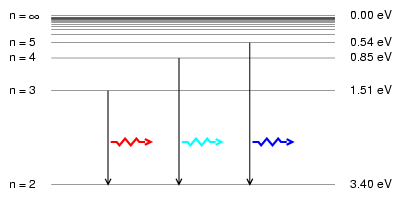 n = ∞ 0.00 eV
n = 5 0.54 eV
n = 4 0.85 eV
n = 3 1.51 eV
n = 2 3.40 eV